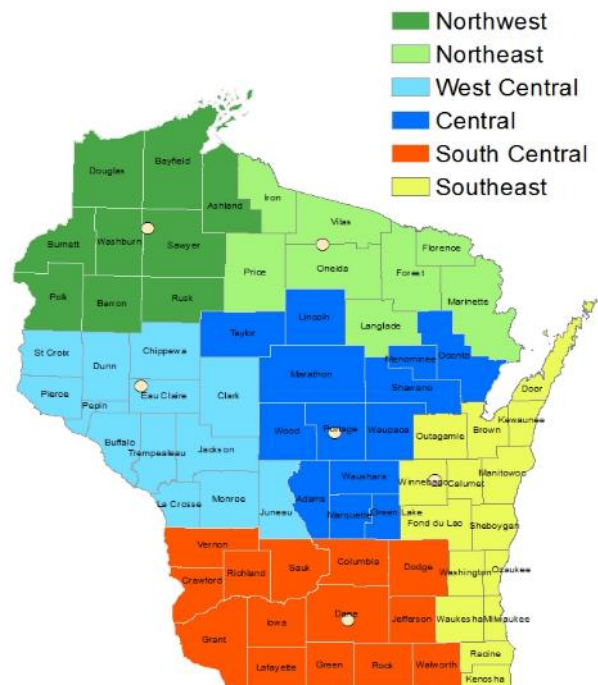 Northwest
Northeast
West Central
Central
South Central
Southeast
Douglas
Bayfield
Ashland
Iron
Vilas
Florence
Burnett
Washburn
Sawyer
Price
Oneida
Forest
Marinette
Polk
Barron
Rusk
Taylor
Lincoln
Langlade
Oconto
St Croix
Dunn
Chippewa
Menominee
Marathon
Shawano
Door
Pierce
Pepin
Eau Claire
Clark
Kewaunee
Buffalo
Trempealeau
Jackson
Wood
Portage
Waupaca
Outagamie
Brown
La Crosse
Monroe
Juneau
Adams
Waushara
Winnebago
Calumet
Manitowoc
Marquette
Green Lake
Fond du Lac
Sheboygan
Vernon
Crawford
Richland
Sauk
Columbia
Dodge
Washington
Ozaukee
Grant
Iowa
Dane
Jefferson
Waukesha
Milwaukee
Lafayette
Green
Rock
Walworth
Racine
Kenosha